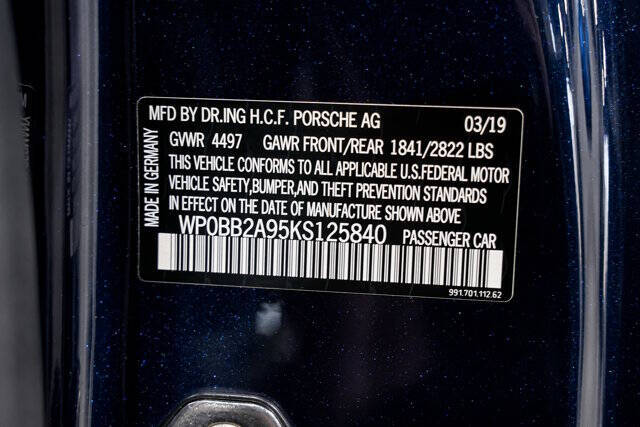 MFD BY DR.ING H.C.F. PORSCHE AG 03/19
GVWR 4497 GAWR FRONT/REAR 1841/2822 LBS
THIS VEHICLE CONFORMS TO ALL APPLICABLE U.S.FEDERAL MOTOR
VEHICLE SAFETY,BUMPER,AND THEFT PREVENTION STANDARDS
IN EFFECT ON THE DATE OF MANUFACTURE SHOWN ABOVE
WP0BB2A95KS125840 PASSENGER CAR
MADE IN GERMANY
991.701.112.62